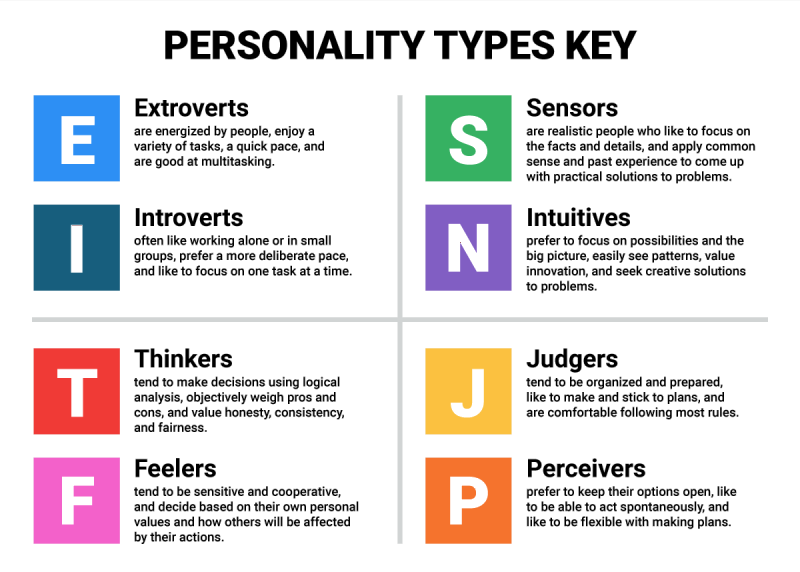 PERSONALITY TYPES KEY
E
Extroverts
are energized by people, enjoy a
variety of tasks, a quick pace, and
are good at multitasking.
I
Introverts
often like working alone or in small
groups, prefer a more deliberate pace,
and like to focus on one task at a time.
S
Sensors
are realistic people who like to focus on
the facts and details, and apply common
sense and past experience to come up
with practical solutions to problems.
N
Intuitives
prefer to focus on possibilities and the
big picture, easily see patterns, value
innovation, and seek creative solutions
to problems.
T
Thinkers
tend to make decisions using logical
analysis, objectively weigh pros and
cons, and value honesty, consistency,
and fairness.
F
Feelers
tend to be sensitive and cooperative,
and decide based on their own personal
values and how others will be affected
by their actions.
J
Judgers
tend to be organized and prepared,
like to make and stick to plans, and
are comfortable following most rules.
P
Perceivers
prefer to keep their options open, like
to be able to act spontaneously, and
like to be flexible with making plans.